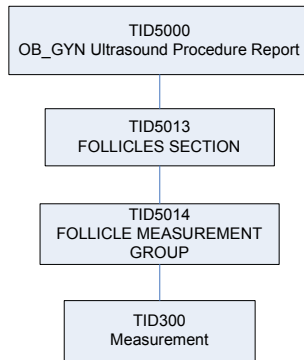 TID5000
OB_GYN Ultrasound Procedure Report
TID5013
FOLLICLES SECTION
TID5014
FOLLICLE MEASUREMENT
GROUP
TID300
Measurement